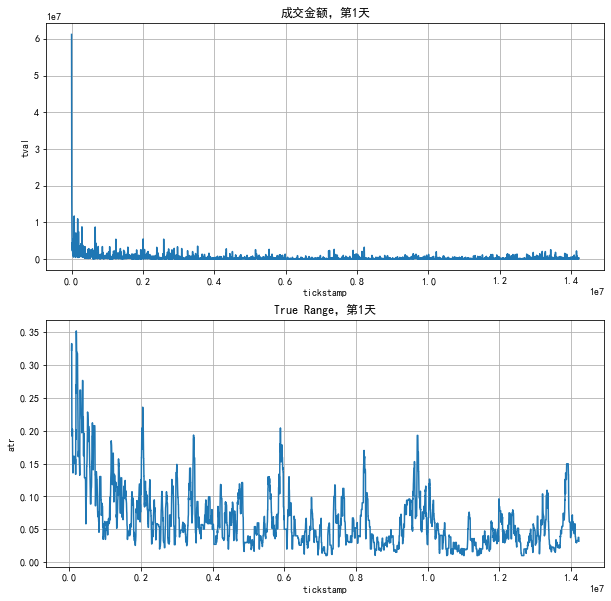 成交金额, 第1天
1e7
6
5
4
3
2
1
0
tval
0.0 0.2 0.4 0.6 0.8 1.0 1.2 1.4
tickstamp
1e7
True Range, 第1天
0.35
0.30
0.25
0.20
0.15
0.10
0.05
0.00
atr
0.0 0.2 0.4 0.6 0.8 1.0 1.2 1.4
tickstamp
1e7